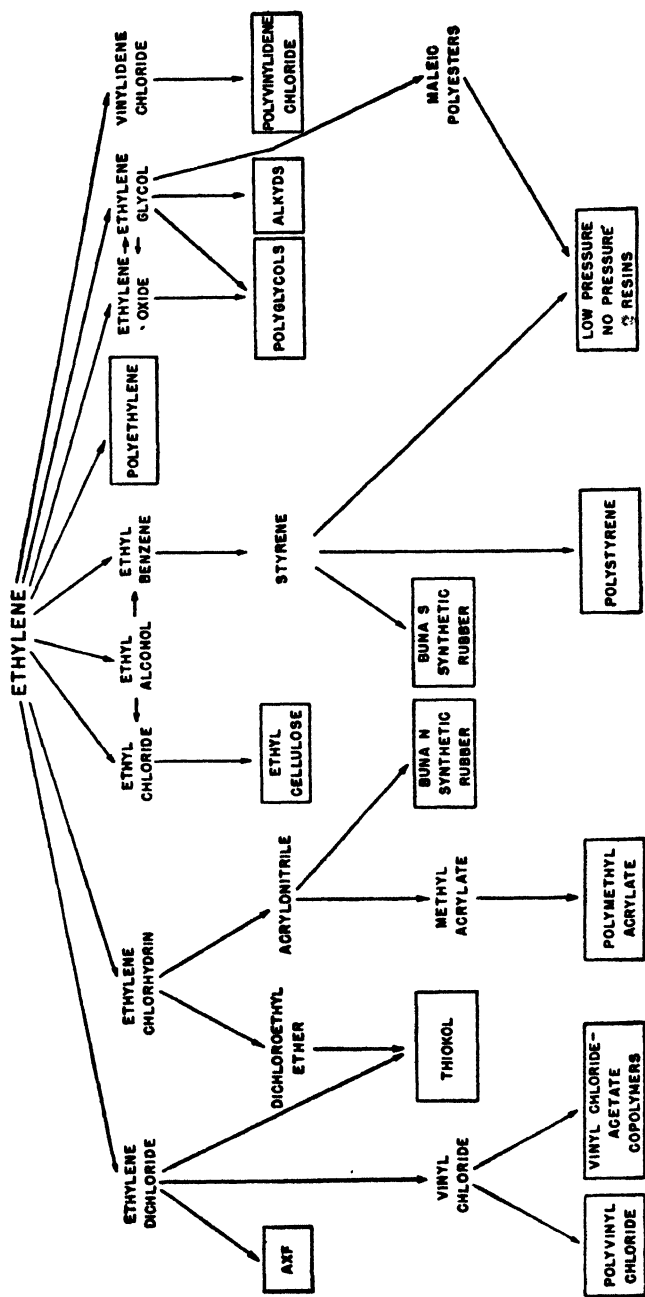 ETHYLENE
ETHYLENE
DICHLORIDE
ETHYLENE
CHLORHYDRIN
ETHYL
CHLORIDE
ETHYL
ALCOHOL
ETHYL
BENZENE
POLYETHYLENE
ETHYLENE
OXIDE
ETHYLENE
GLYCOL
VINYLIDENE
CHLORIDE
AXF
DICHLOROETHYL
ETHER
ACRYLONITRILE
ETHYL
CELLULOSE
STYRENE
POLYGLYCOLS
ALKYDS
POLYVINYLIDENE
CHLORIDE
VINYL
CHLORIDE
THIOKOL
METHYL
ACRYLATE
BUNA N
SYNTHETIC
RUBBER
BUNA S
SYNTHETIC
RUBBER
MALEIC
POLYESTERS
POLYVINYL
CHLORIDE
VINYL CHLORIDE-
ACETATE
COPOLYMERS
POLYMETHYL
ACRYLATE
POLYSTYRENE
LOW PRESSURE
NO PRESSURE
RESINS